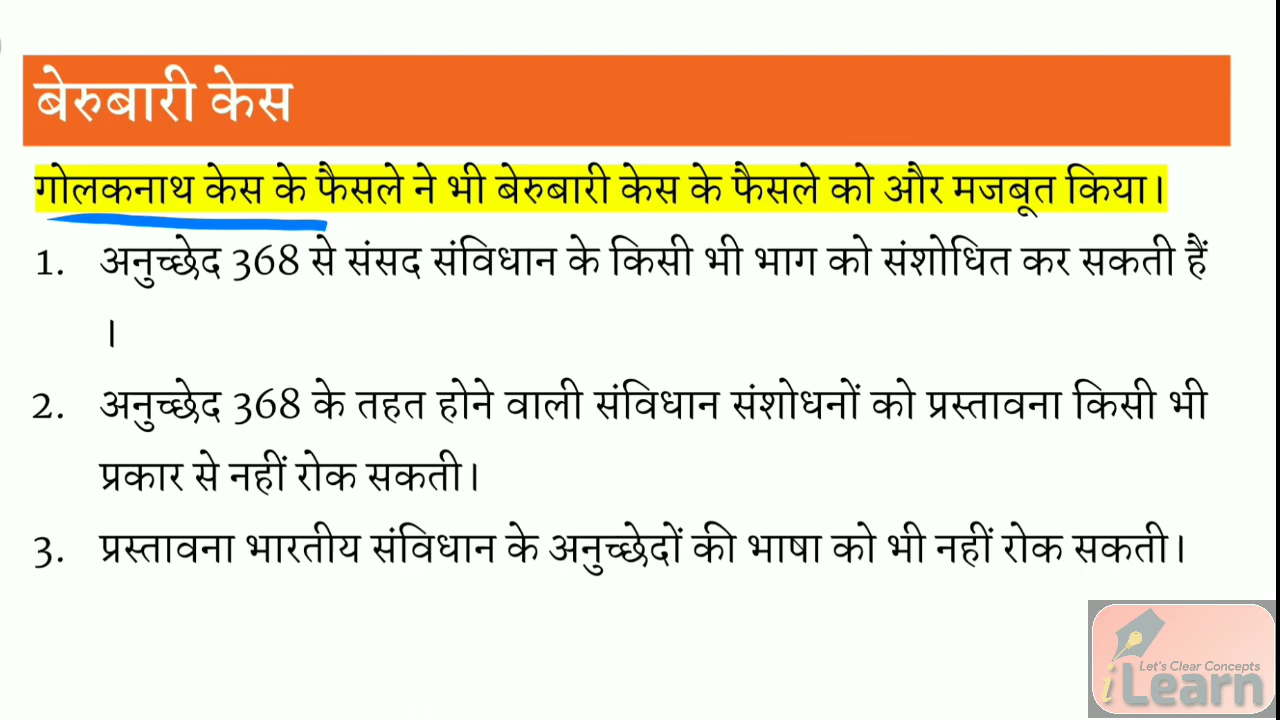 बेरुबारी केस
गोलकनाथ केस के फैसले ने भी बेरुबारी केस के फैसले को और मजबूत किया।
1. अनुच्छेद 368 से संसद संविधान के किसी भी भाग को संशोधित कर सकती हैं
।
2. अनुच्छेद 368 के तहत होने वाली संविधान संशोधनों को प्रस्तावना किसी भी
प्रकार से नहीं रोक सकती।
3. प्रस्तावना भारतीय संविधान के अनुच्छेदों की भाषा को भी नहीं रोक सकती।
Let's Clear Concepts
iLearn